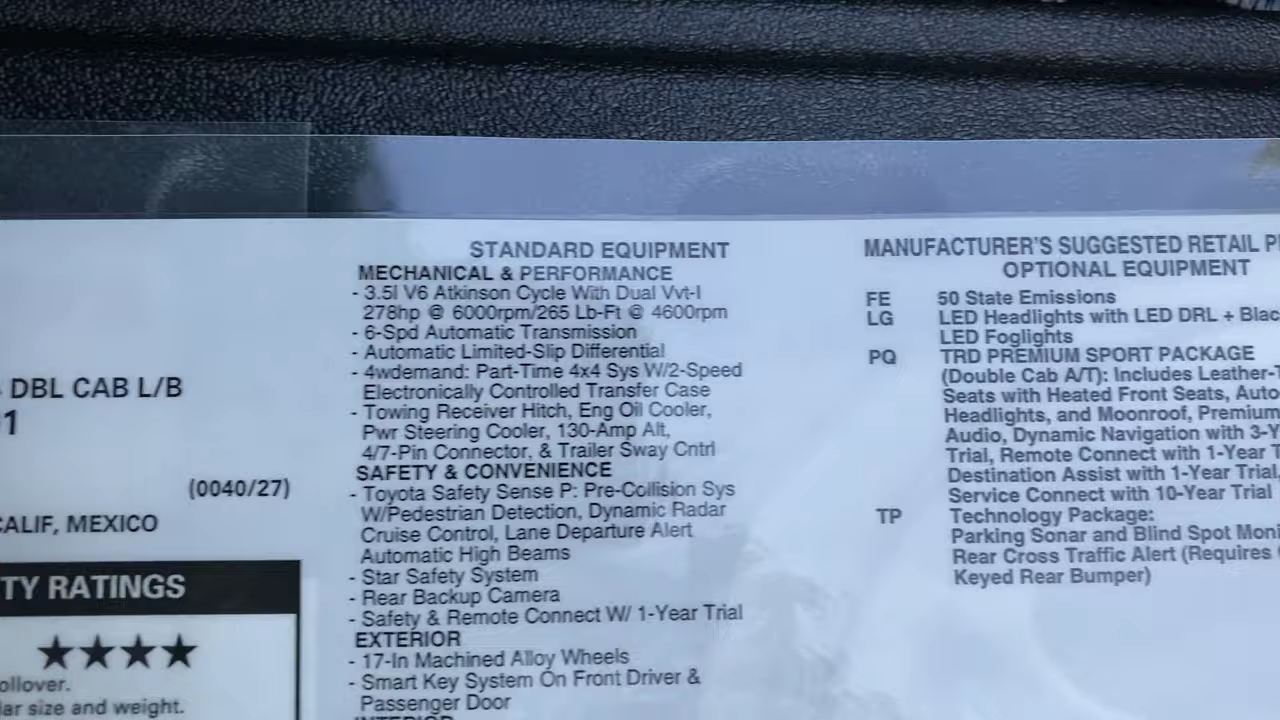 DBL CAB L/B
1
(0040/27)
CALIF, MEXICO
TY RATINGS
★★★★
ollover.
lar size and weight.
STANDARD EQUIPMENT
MECHANICAL & PERFORMANCE
- 3.5l V6 Atkinson Cycle With Dual Vvt-I
278hp @ 6000rpm/265 Lb-Ft @ 4600rpm
- 6-Spd Automatic Transmission
- Automatic Limited-Slip Differential
- 4wdemand: Part-Time 4x4 Sys W/2-Speed
Electronically Controlled Transfer Case
- Towing Receiver Hitch, Eng Oil Cooler,
Pwr Steering Cooler, 130-Amp Alt,
4/7-Pin Connector, & Trailer Sway Cntrl
SAFETY & CONVENIENCE
- Toyota Safety Sense P: Pre-Collision Sys
W/Pedestrian Detection, Dynamic Radar
Cruise Control, Lane Departure Alert
Automatic High Beams
- Star Safety System
- Rear Backup Camera
- Safety & Remote Connect W/ 1-Year Trial
EXTERIOR
- 17-In Machined Alloy Wheels
- Smart Key System On Front Driver &
Passenger Door
INTERIOR
MANUFACTURER'S SUGGESTED RETAIL P
OPTIONAL EQUIPMENT
FE 50 State Emissions
LG LED Headlights with LED DRL + Blac
LED Foglights
PQ TRD PREMIUM SPORT PACKAGE
(Double Cab A/T): Includes Leather-T
Seats with Heated Front Seats, Auto
Headlights, and Moonroof, Premium
Audio, Dynamic Navigation with 3-Y
Trial, Remote Connect with 1-Year T
Destination Assist with 1-Year Trial,
Service Connect with 10-Year Trial
TP Technology Package:
Parking Sonar and Blind Spot Moni
Rear Cross Traffic Alert (Requires
Keyed Rear Bumper)